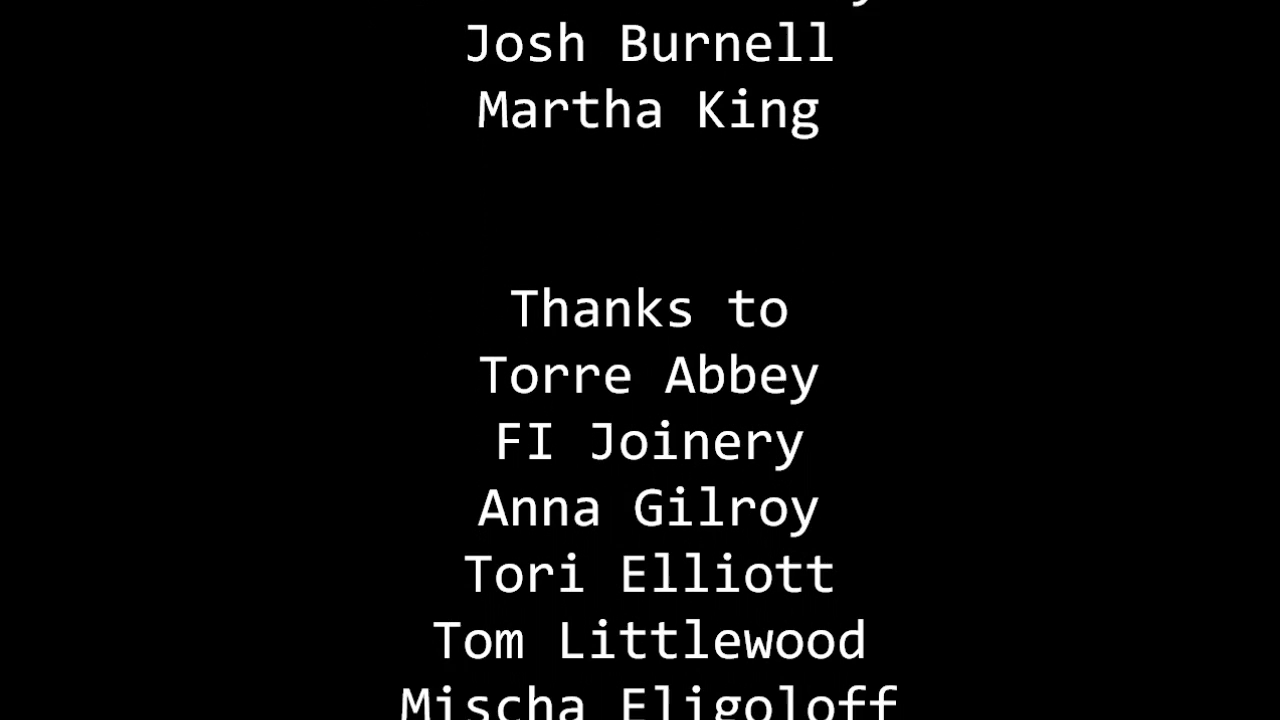 Josh Burnell
Martha King
Thanks to
Torre Abbey
FI Joinery
Anna Gilroy
Tori Elliott
Tom Littlewood
Mischa Eligoloff